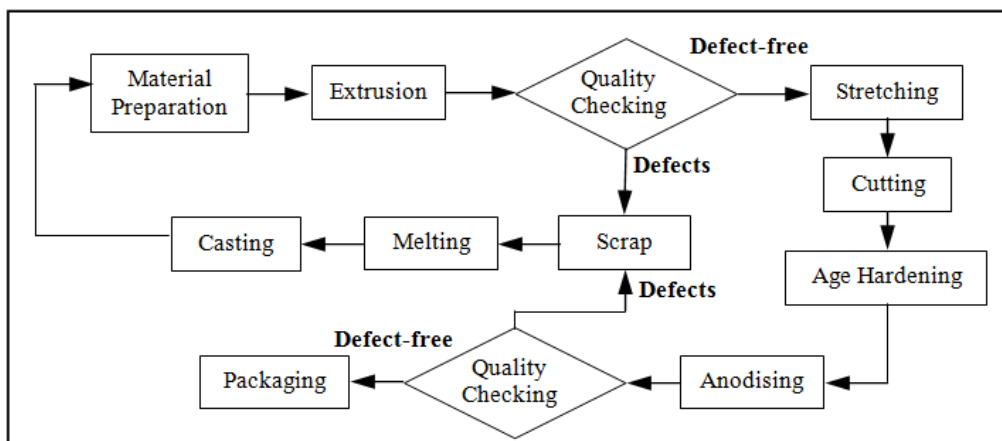 Material
Preparation
Extrusion
Quality
Checking
Defect-free
Stretching
Defects
Cutting
Casting
Melting
Scrap
Age Hardening
Defects
Defect-free
Packaging
Quality
Checking
Anodising